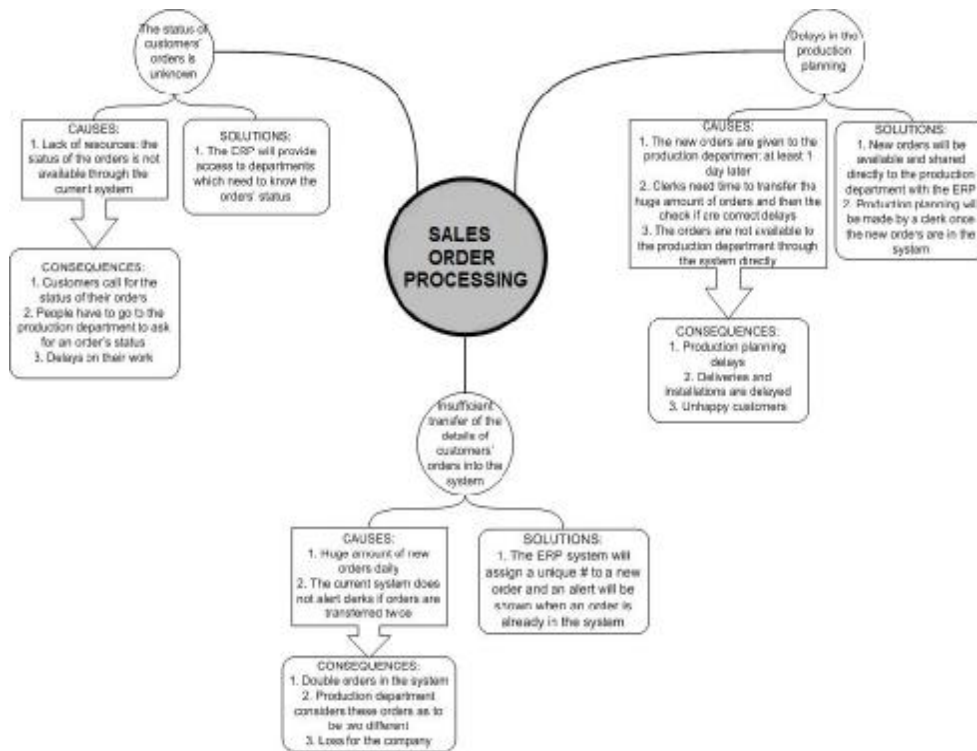 The status of
customers'
orders is
unknown
CAUSES:
1. Lack of resources: the
status of the orders is not
available through the
current system
SOLUTIONS:
1. The ERP will provide
access to departments
which need to know the
orders' status
CONSEQUENCES:
1. Customers call for the
status of their orders
2. People have to go to the
production department to ask
for an order's status
3. Delays on their work
SALES
ORDER
PROCESSING
Delays in the
production
planning
CAUSES:
1. The new orders are given to the
production department at least 1
day later
2. Clerks need time to transfer the
huge amount of orders and then the
check if are correct delays
3. The orders are not available to
the production department through
the system directly
SOLUTIONS:
1. New orders will be
available and shared
directly to the production
department with the ERP
2. Production planning will
be made by a clerk once
the new orders are in the
system
CONSEQUENCES:
1. Production planning
delays
2. Deliveries and
installations are delayed
3. Unhappy customers
Insufficient
transfer of the
details of
customers'
orders into the
system
CAUSES:
1. Huge amount of new
orders daily
2. The current system does
not alert clerks if orders are
transferred twice
SOLUTIONS:
1. The ERP system will
assign a unique # to a new
order and an alert will be
shown when an order is
already in the system
CONSEQUENCES:
1. Double orders in the system
2. Production department
considers these orders as to
be two different
3. Loss for the company